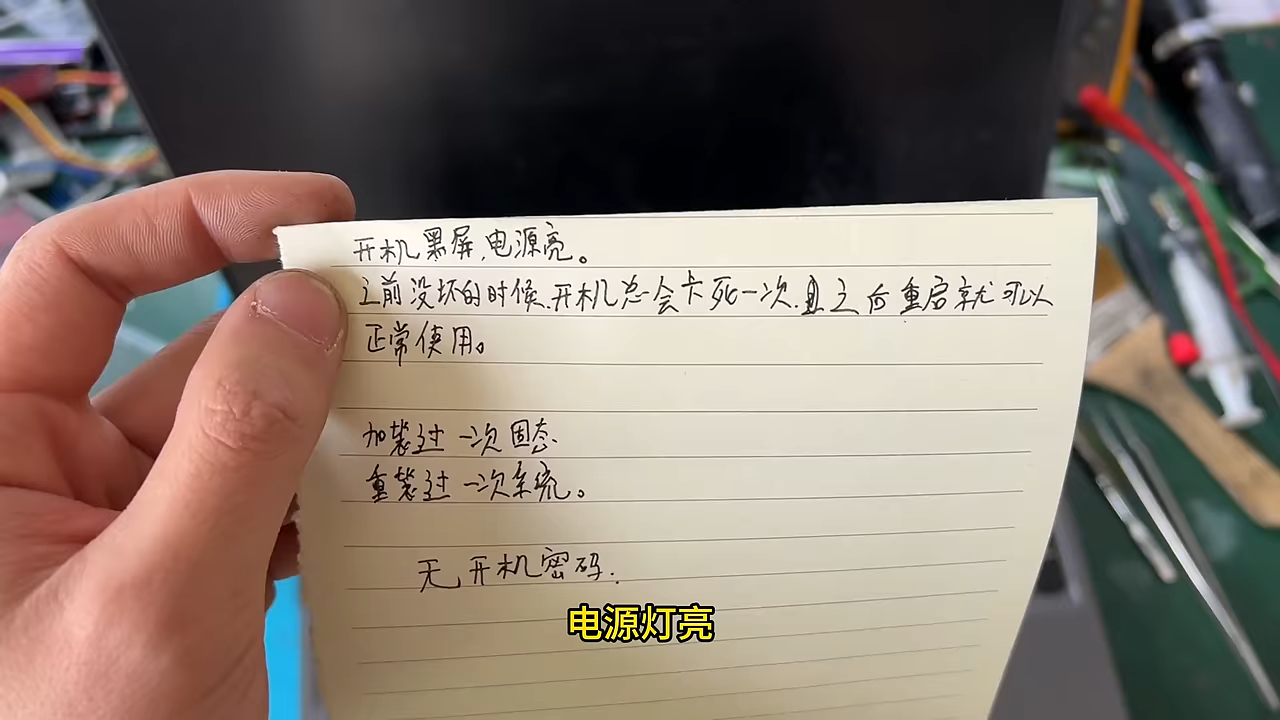 开机黑屏,电源亮。
之前没坏的时候,开机总会卡死一次.且之后重启就可以
正常使用。
加装过一次固态.
重装过一次系统。
无开机密码.
电源灯亮